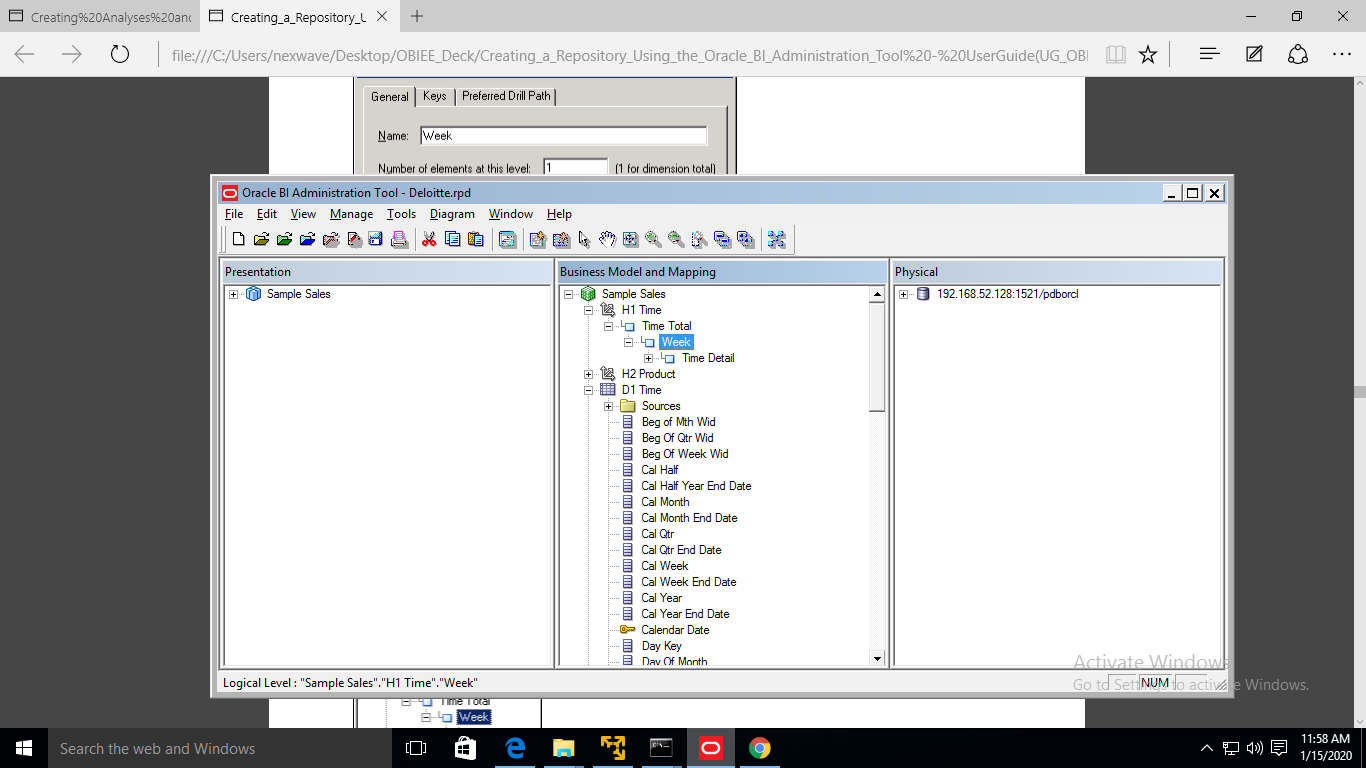 Creating%20Analyses%20and
Creating_a_Repository_U
file:///C:/Users/nexwave/Desktop/OBIEE_Deck/Creating_a_Repository_Using_the_Oracle_BI_Administration_Tool%20-%20UserGuide(UG_OBI
General Keys Preferred Drill Path
Name: Week
Number of elements at this level: 1 (1 for dimension total)
Oracle BI Administration Tool - Deloitte.rpd
File Edit View Manage Tools Diagram Window Help
Presentation
Sample Sales
Business Model and Mapping
Sample Sales
H1 Time
Time Total
Week
Time Detail
H2 Product
D1 Time
Sources
Beg of Mth Wid
Beg Of Qtr Wid
Beg Of Week Wid
Cal Half
Cal Half Year End Date
Cal Month
Cal Month End Date
Cal Qtr
Cal Qtr End Date
Cal Week
Cal Week End Date
Cal Year
Cal Year End Date
Calendar Date
Day Key
Day Of Month
Physical
192.168.52.128:1521/pdborcl
Activate Windows
Go to Settings to activate Windows.
Logical Level : "Sample Sales"."H1 Time"."Week"
NUM
Time Total
Week
Search the web and Windows
11:58 AM
1/15/2020